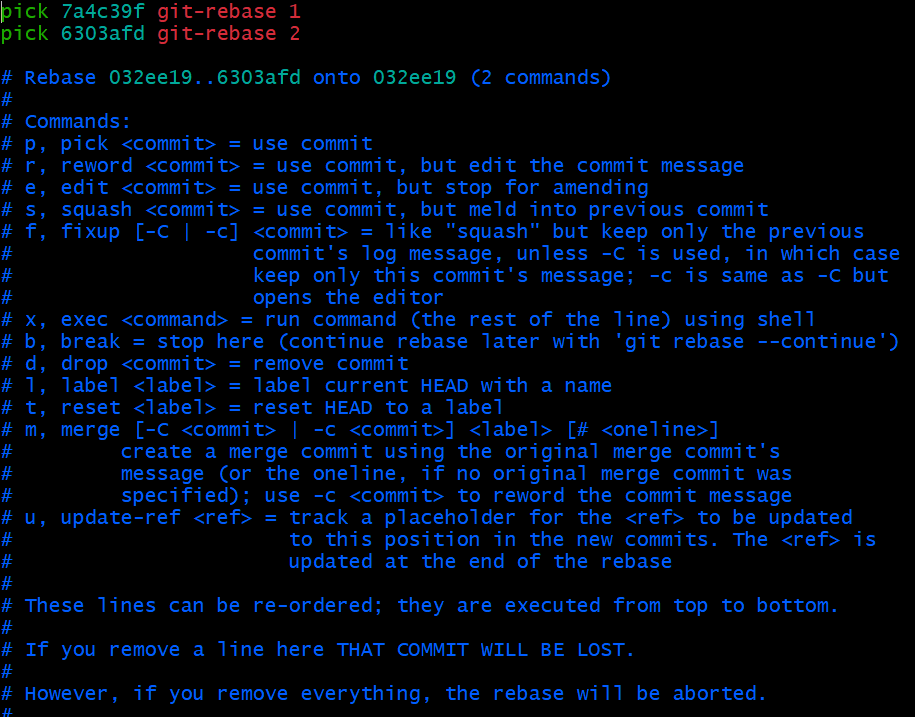 pick 7a4c39f git-rebase 1
pick 6303afd git-rebase 2

# Rebase 032ee19..6303afd onto 032ee19 (2 commands)
#
# Commands:
# p, pick <commit> = use commit
# r, reword <commit> = use commit, but edit the commit message
# e, edit <commit> = use commit, but stop for amending
# s, squash <commit> = use commit, but meld into previous commit
# f, fixup [-C | -c] <commit> = like "squash" but keep only the previous
#                    commit's log message, unless -C is used, in which case
#                    keep only this commit's message; -c is same as -C but
#                    opens the editor
# x, exec <command> = run command (the rest of the line) using shell
# b, break = stop here (continue rebase later with 'git rebase --continue')
# d, drop <commit> = remove commit
# l, label <label> = label current HEAD with a name
# t, reset <label> = reset HEAD to a label
# m, merge [-C <commit> | -c <commit>] <label> [# <oneline>]
#         create a merge commit using the original merge commit's
#         message (or the oneline, if no original merge commit was
#         specified); use -c <commit> to reword the commit message
# u, update-ref <ref> = track a placeholder for the <ref> to be updated
#                       to this position in the new commits. The <ref> is
#                       updated at the end of the rebase
#
# These lines can be re-ordered; they are executed from top to bottom.
#
# If you remove a line here THAT COMMIT WILL BE LOST.
#
# However, if you remove everything, the rebase will be aborted.
#